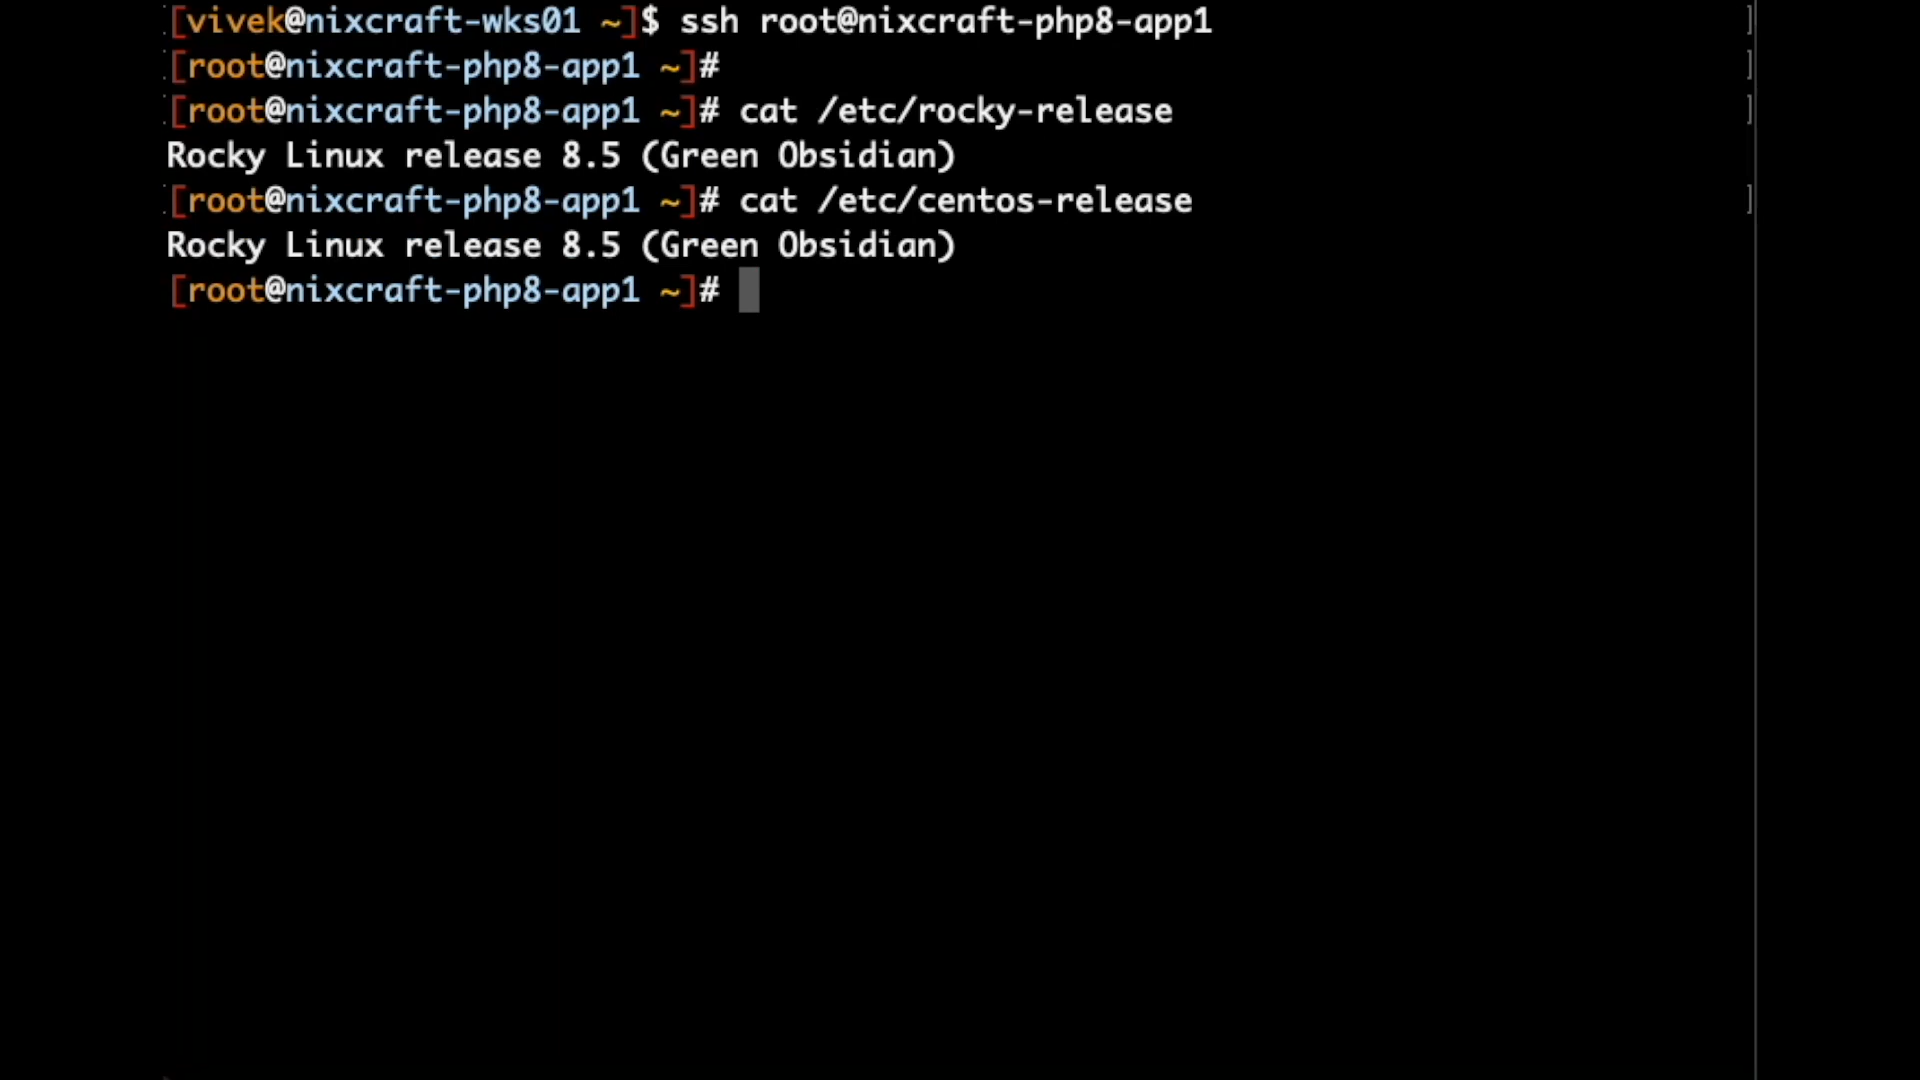 [vivek@nixcraft-wks01 ~]$ ssh root@nixcraft-php8-app1
[root@nixcraft-php8-app1 ~]#
[root@nixcraft-php8-app1 ~]# cat /etc/rocky-release
Rocky Linux release 8.5 (Green Obsidian)
[root@nixcraft-php8-app1 ~]# cat /etc/centos-release
Rocky Linux release 8.5 (Green Obsidian)
[root@nixcraft-php8-app1 ~]#